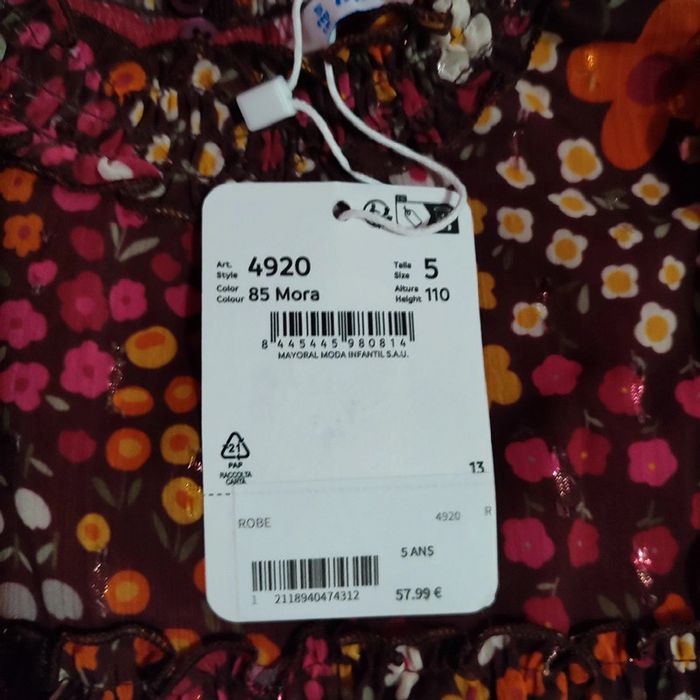 Art. Style 4920 Talla Size 5
Color Colour 85 Mora Altura Height 110
8 445445 980814
MAYORAL MODA INFANTIL S.A.U.
21
PAP
RACCOLTA
CARTA
13
ROBE 4920 R
5 ANS
1 2118940474312 57.99 €